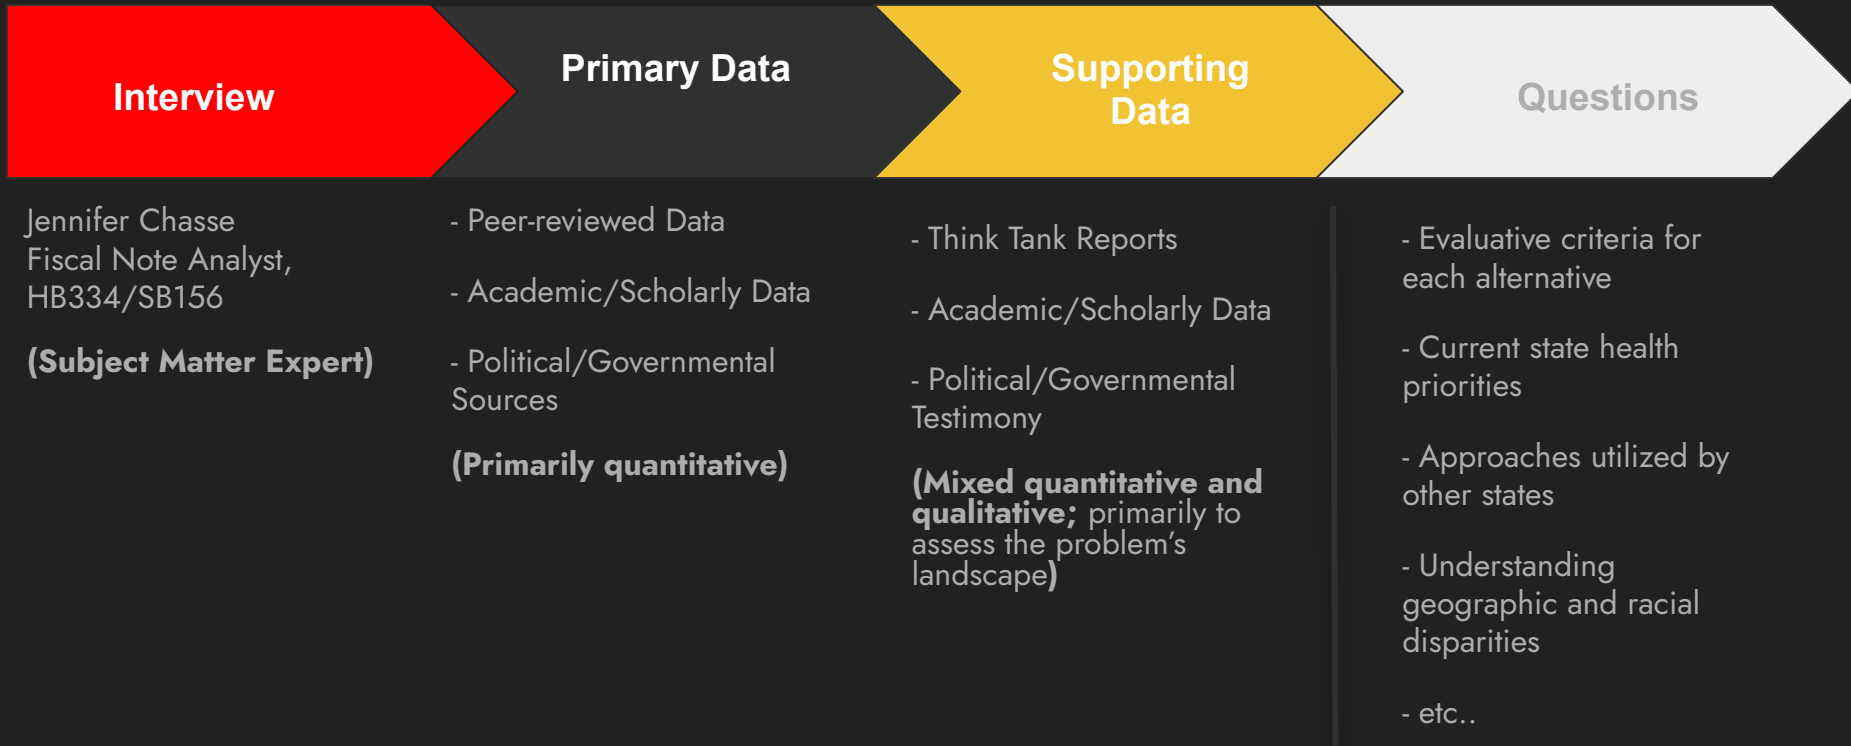 Interview
Primary Data
Supporting
Data
Questions
Jennifer Chasse
Fiscal Note Analyst,
HB334/SB156
(Subject Matter Expert)
- Peer-reviewed Data
- Academic/Scholarly Data
- Political/Governmental
Sources
(Primarily quantitative)
- Think Tank Reports
- Academic/Scholarly Data
- Political/Governmental
Testimony
(Mixed quantitative and
qualitative; primarily to
assess the problem’s
landscape)
- Evaluative criteria for
each alternative
- Current state health
priorities
- Approaches utilized by
other states
- Understanding
geographic and racial
disparities
- etc..